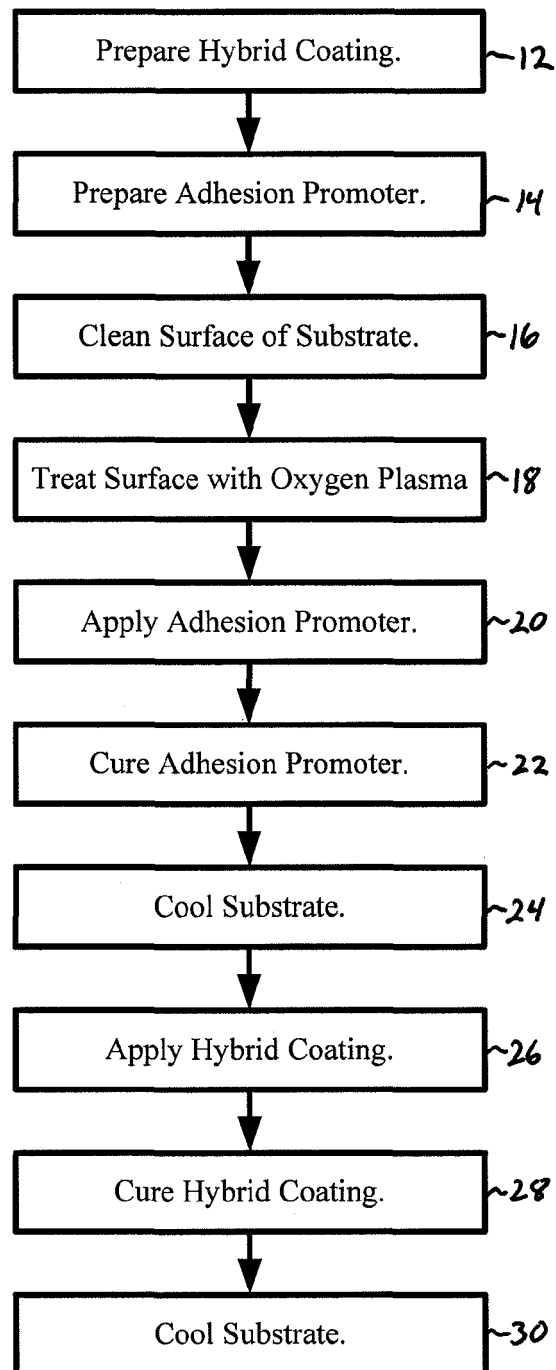 Prepare Hybrid Coating. ~12
Prepare Adhesion Promoter. ~14
Clean Surface of Substrate. ~16
Treat Surface with Oxygen Plasma ~18
Apply Adhesion Promoter. ~20
Cure Adhesion Promoter. ~22
Cool Substrate. ~24
Apply Hybrid Coating. ~26
Cure Hybrid Coating. ~28
Cool Substrate. ~30